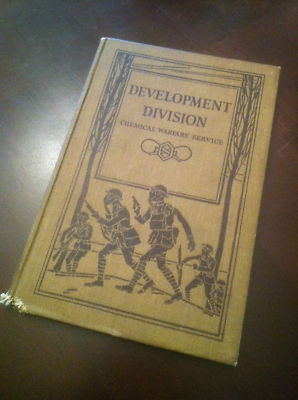 DEVELOPMENT
DIVISION
CHEMICAL WARFARE SERVICE